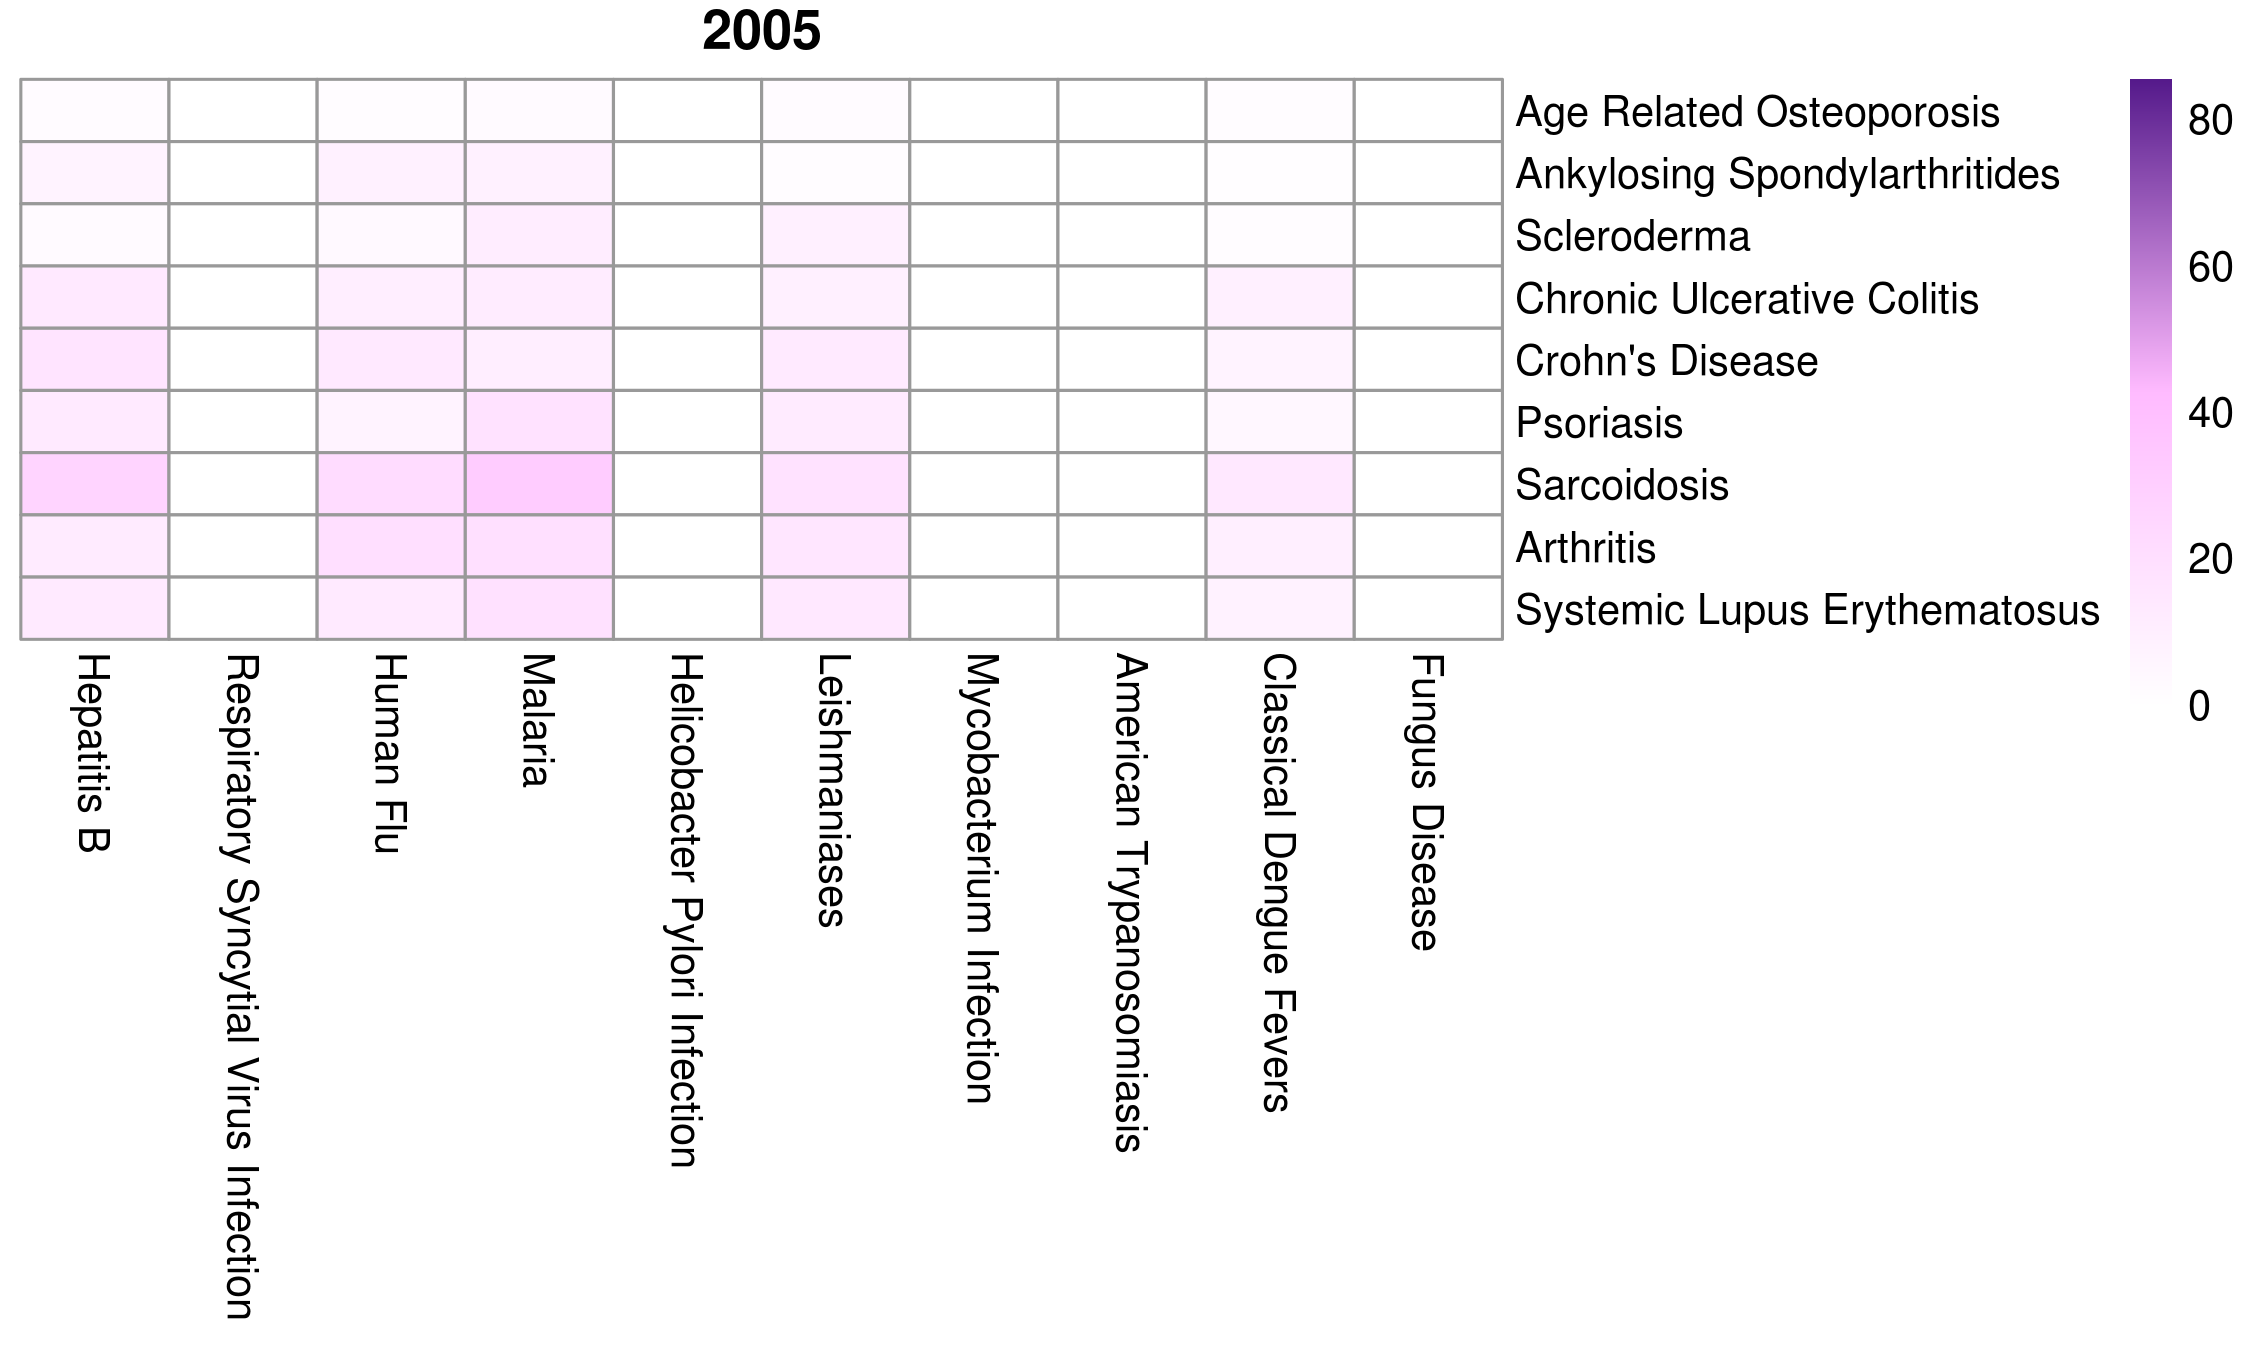 2005
Age Related Osteoporosis
Ankylosing Spondylarthritides
Scleroderma
Chronic Ulcerative Colitis
Crohn's Disease
Psoriasis
Sarcoidosis
Arthritis
Systemic Lupus Erythematosus
80
60
40
20
0
Hepatitis B
Respiratory Syncytial Virus Infection
Human Flu
Malaria
Helicobacter Pylori Infection
Leishmaniases
Mycobacterium Infection
American Trypanosomiasis
Classical Dengue Fevers
Fungus Disease